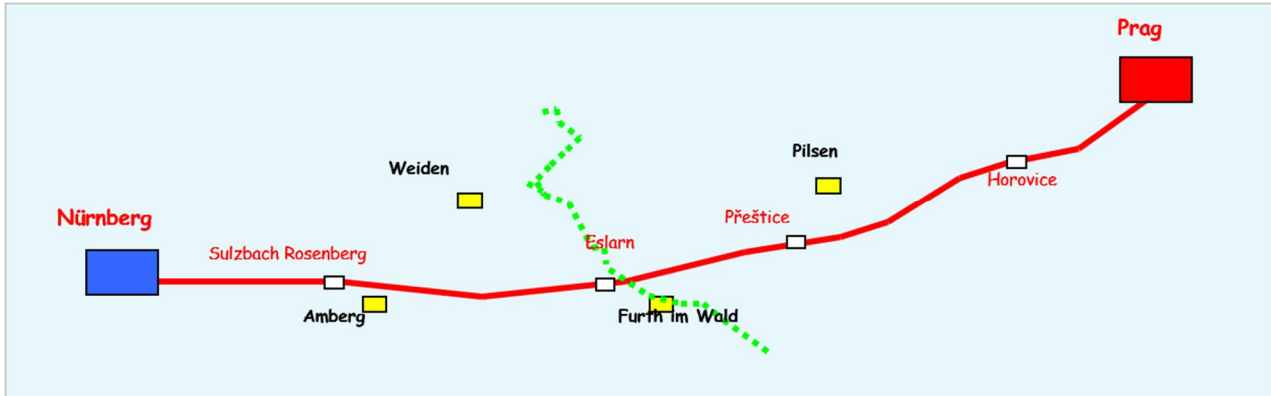 Prag
Pilsen
Weiden
Horovice
Nürnberg
Přeštice
Eslarn
Sulzbach Rosenberg
Amberg
Furth im Wald